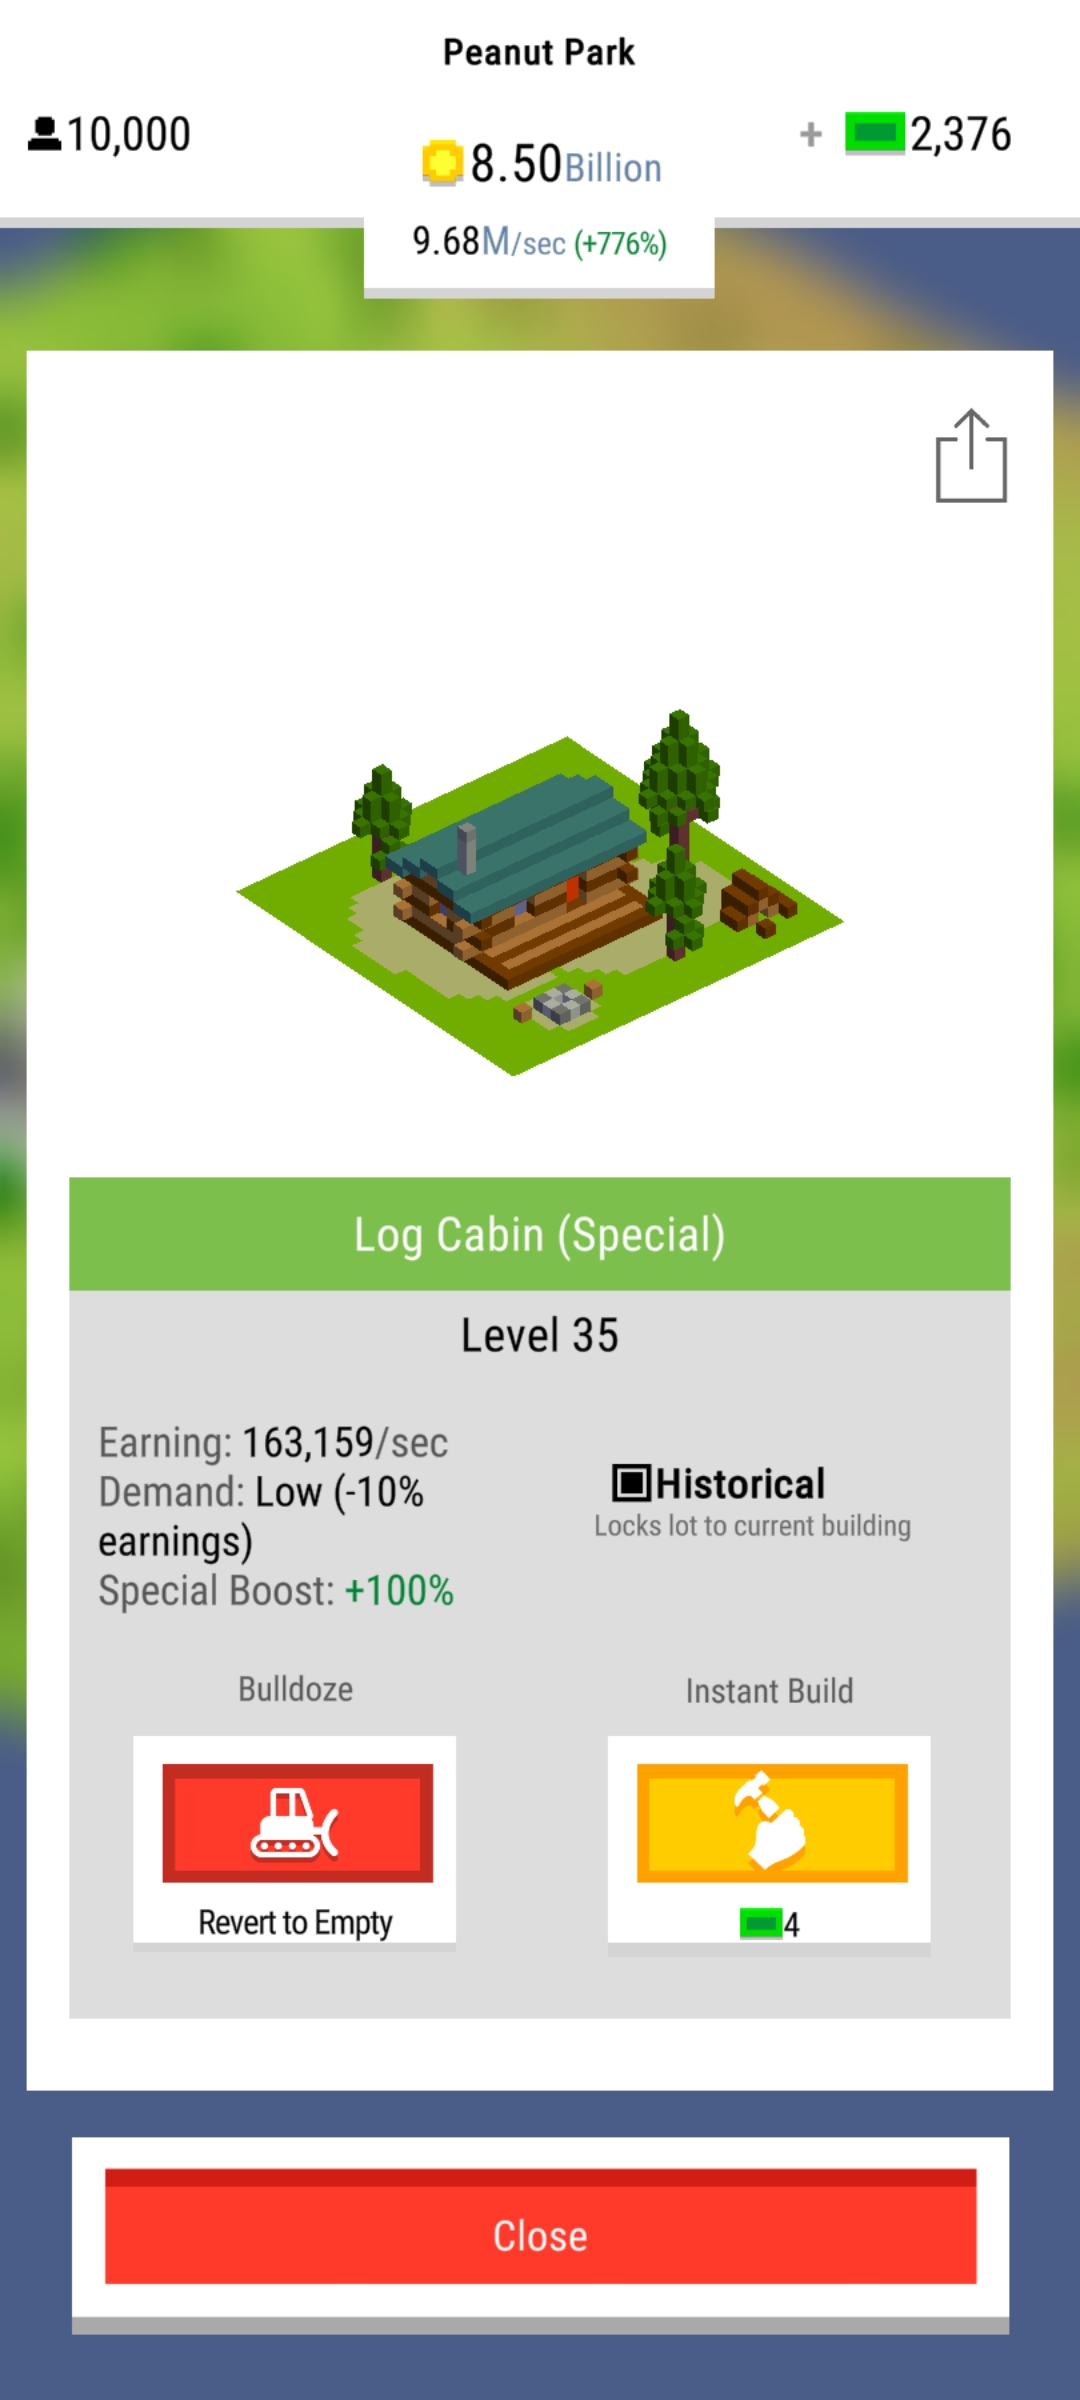 Peanut Park
10,000
8.50Billion
+ 2,376
9.68M/sec (+776%)
Log Cabin (Special)
Level 35
Earning: 163,159/sec
Demand: Low (-10%
earnings)
Special Boost: +100%
Historical
Locks lot to current building
Bulldoze
Instant Build
Revert to Empty
4
Close